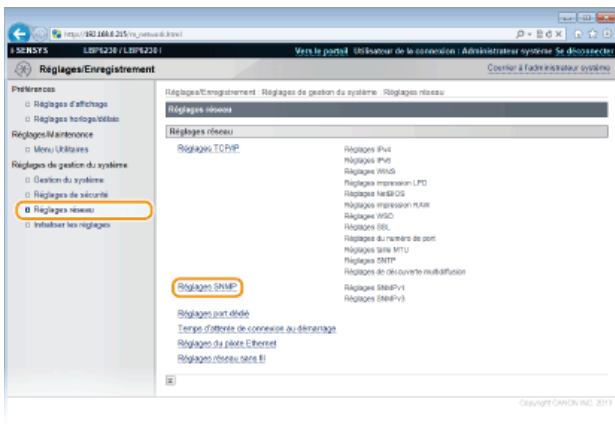 http://192.168.0.215/m_network.html
i-SENSYS
LBP6230 / LBP6230
Vers le portail Utilisateur de la connexion : Administrateur système Se déconnecter
Réglages/Enregistrement
Courrier à l'administrateur système
Préférences
Réglages d'affichage
Réglages horloge/délais
Réglages/Maintenance
Menu Utilitaires
Réglages de gestion du système
Gestion du système
Réglages de sécurité
Réglages réseau
Initialiser les réglages
Réglages/Enregistrement : Réglages de gestion du système : Réglages réseau
Réglages réseau
Réglages réseau
Réglages TCP/IP
Réglages IPv4
Réglages IPv6
Réglages WINS
Réglages impression LPD
Réglages NetBIOS
Réglages impression RAW
Réglages WSD
Réglages SSL
Réglages du numéro de port
Réglages taille MTU
Réglages SNTP
Réglages de découverte multidiffusion
Réglages SNMP
Réglages SNMPv1
Réglages SNMPv3
Réglages port dédié
Temps d'attente de connexion au démarrage
Réglages du pilote Ethernet
Réglages réseau sans fil
Copyright CANON INC. 2013